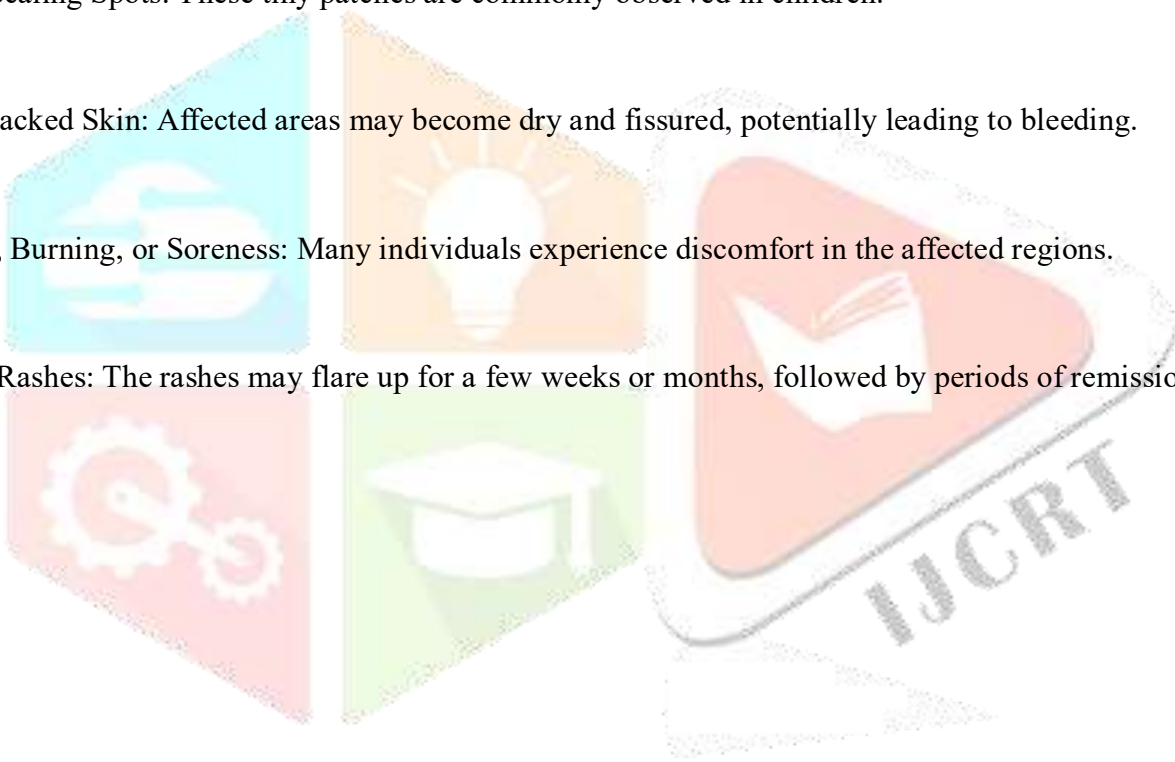 Spots: These tiny patches are commonly observed in children.
acked Skin: Affected areas may become dry and fissured, potentially leading to bleeding.
, Burning, or Soreness: Many individuals experience discomfort in the affected regions.
Rashes: The rashes may flare up for a few weeks or months, followed by periods of remissio
IJCRT